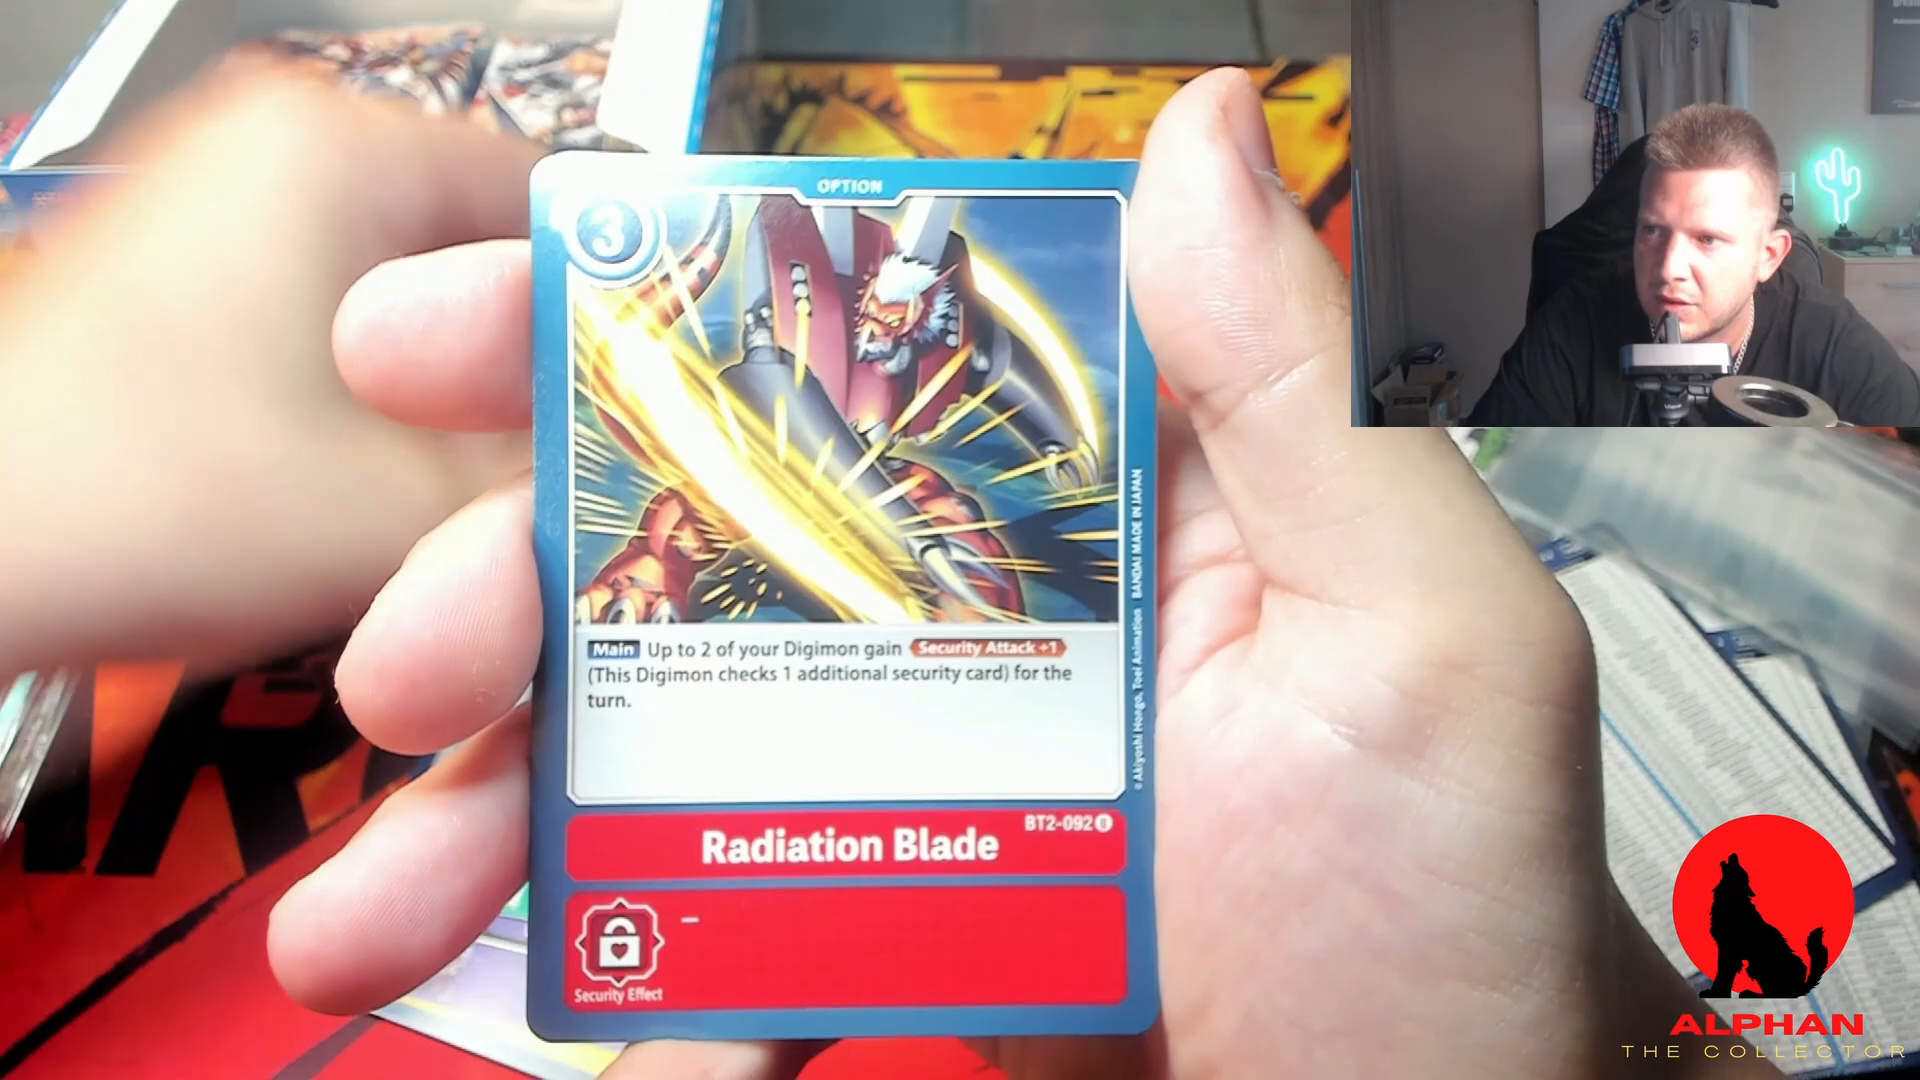 OPTION
3
Main Up to 2 of your Digimon gain Security Attack +1
(This Digimon checks 1 additional security card) for the
turn.
© Akiyoshi Hongo, Toei Animation BANDAI MADE IN JAPAN
BT2-092
Radiation Blade
–
Security Effect
ALPHAN
THE COLLECTOR